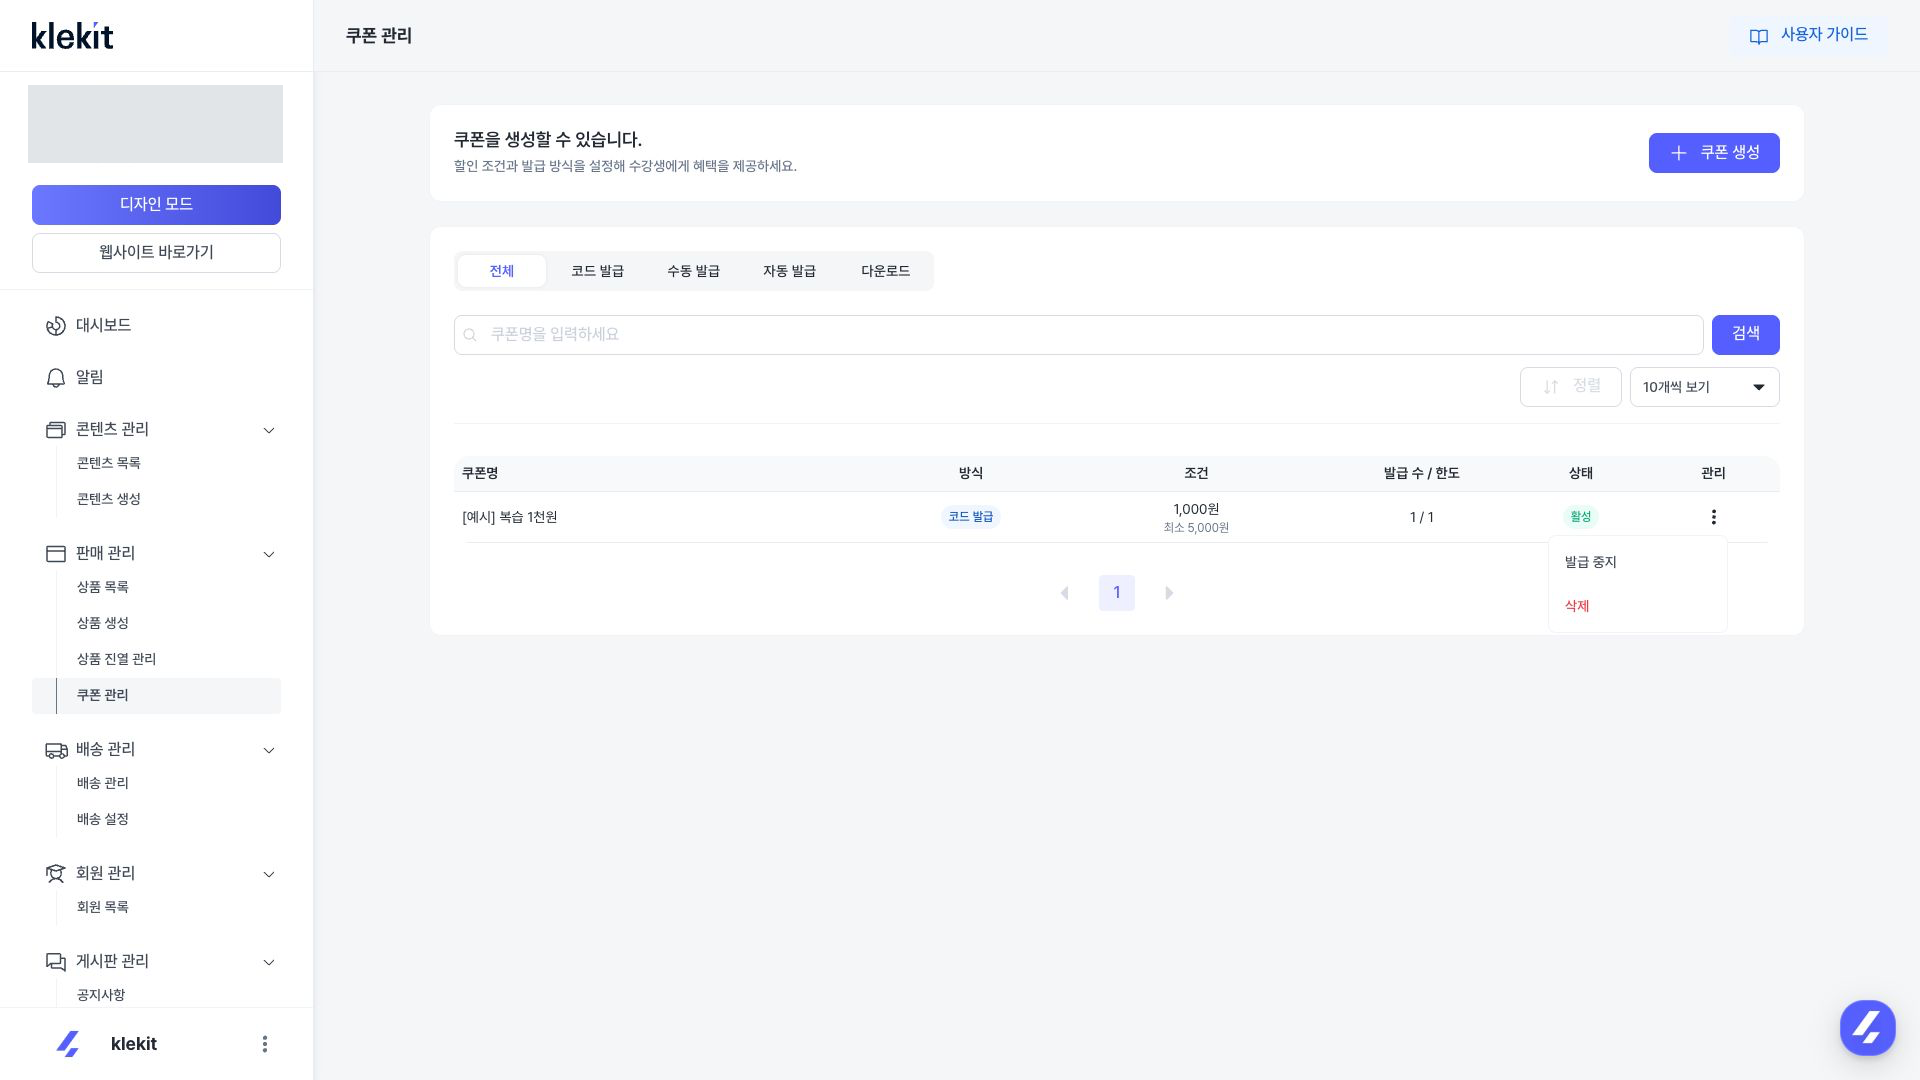 klekit
쿠폰 관리
사용자 가이드
디자인 모드
웹사이트 바로가기
대시보드
알림
콘텐츠 관리
콘텐츠 목록
콘텐츠 생성
판매 관리
상품 목록
상품 생성
상품 진열 관리
쿠폰 관리
배송 관리
배송 관리
배송 설정
회원 관리
회원 목록
게시판 관리
공지사항
klekit
쿠폰을 생성할 수 있습니다.
할인 조건과 발급 방식을 설정해 수강생에게 혜택을 제공하세요.
쿠폰 생성
전체 코드 발급 수동 발급 자동 발급 다운로드
쿠폰명을 입력하세요
검색
정렬 10개씩 보기
쿠폰명 방식 조건 발급 수 / 한도 상태 관리
[예시] 복습 1천원 코드 발급 1,000원 1 / 1 활성
최소 5,000원
발급 중지
삭제
1